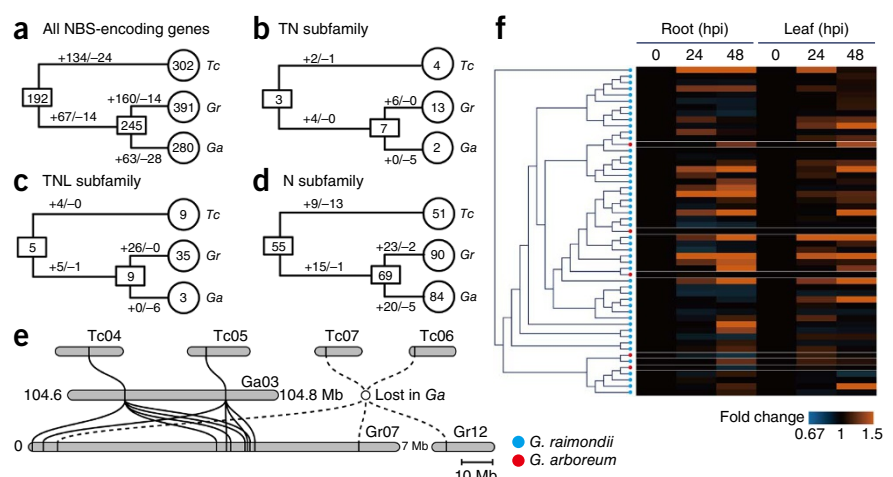 a All NBS-encoding genes
+134/−24
302 Tc
192
+160/−14
391 Gr
+67/−14
245
280 Ga
+63/−28
b TN subfamily
+2/−1
4 Tc
3
+6/−0
13 Gr
+4/−0
7
2 Ga
+0/−5
c TNL subfamily
+4/−0
9 Tc
5
+26/−0
35 Gr
+5/−1
9
3 Ga
+0/−6
d N subfamily
+9/−13
51 Tc
55
+23/−2
90 Gr
+15/−1
69
84 Ga
+20/−5
e
Tc04 Tc05 Tc07 Tc06
Ga03
104.6 104.8 Mb Lost in Ga
Gr07 Gr12
0 7 Mb
10 Mb
f
Root (hpi) Leaf (hpi)
0 24 48 0 24 48
G. raimondii
G. arboreum
Fold change
0.67 1 1.5